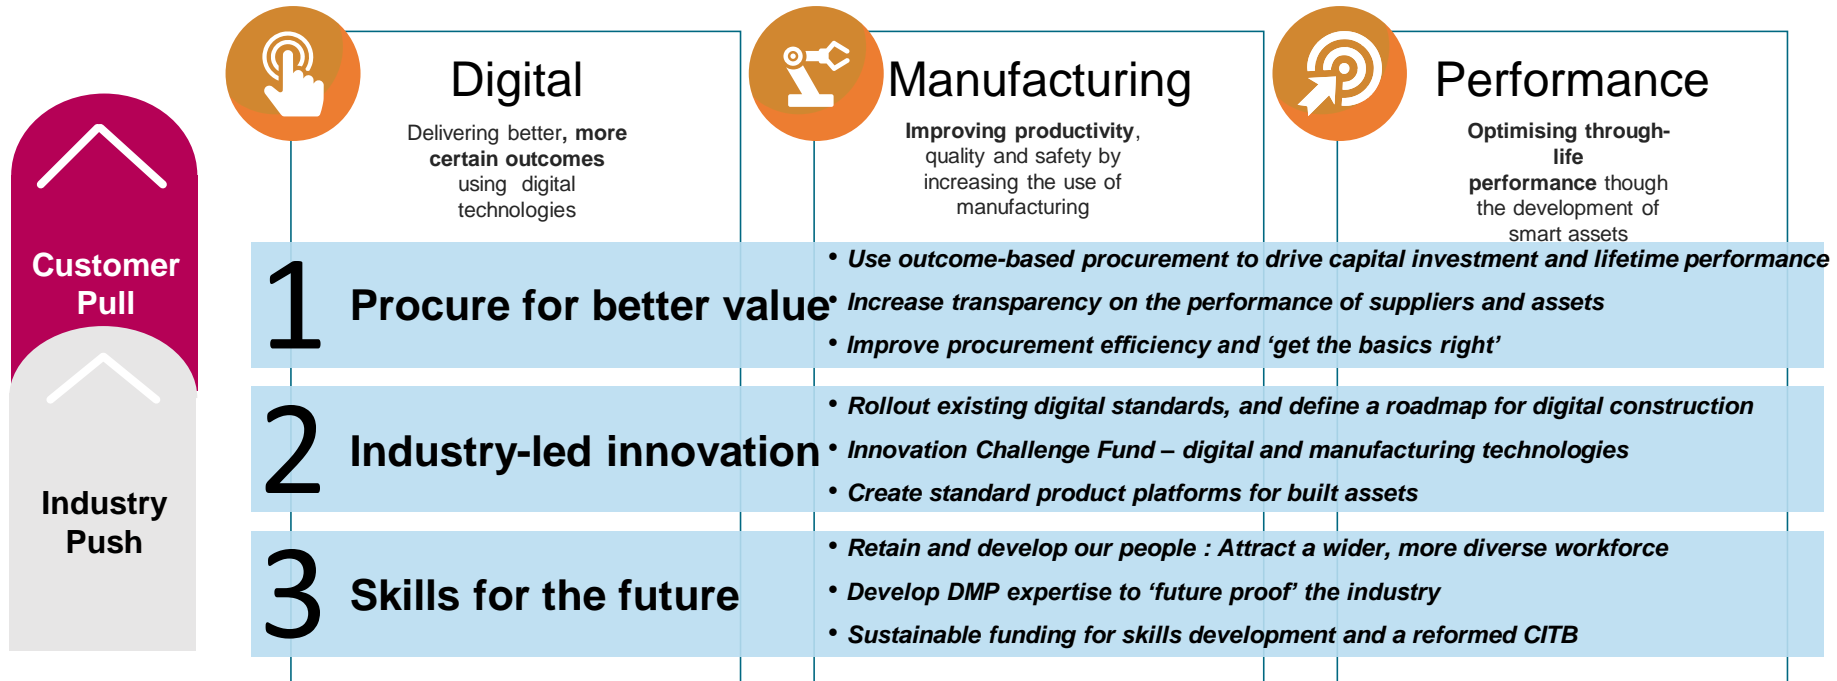 Digital
Delivering better, more
certain outcomes
using digital
technologies
Manufacturing
Improving productivity,
quality and safety by
increasing the use of
manufacturing
Performance
Optimising through-
life
performance though
the development of
smart assets
Customer
Pull
Industry
Push
1
Procure for better value
• Use outcome-based procurement to drive capital investment and lifetime performance
• Increase transparency on the performance of suppliers and assets
• Improve procurement efficiency and ‘get the basics right’
2
Industry-led innovation
• Rollout existing digital standards, and define a roadmap for digital construction
• Innovation Challenge Fund – digital and manufacturing technologies
• Create standard product platforms for built assets
3
Skills for the future
• Retain and develop our people : Attract a wider, more diverse workforce
• Develop DMP expertise to ‘future proof’ the industry
• Sustainable funding for skills development and a reformed CITB